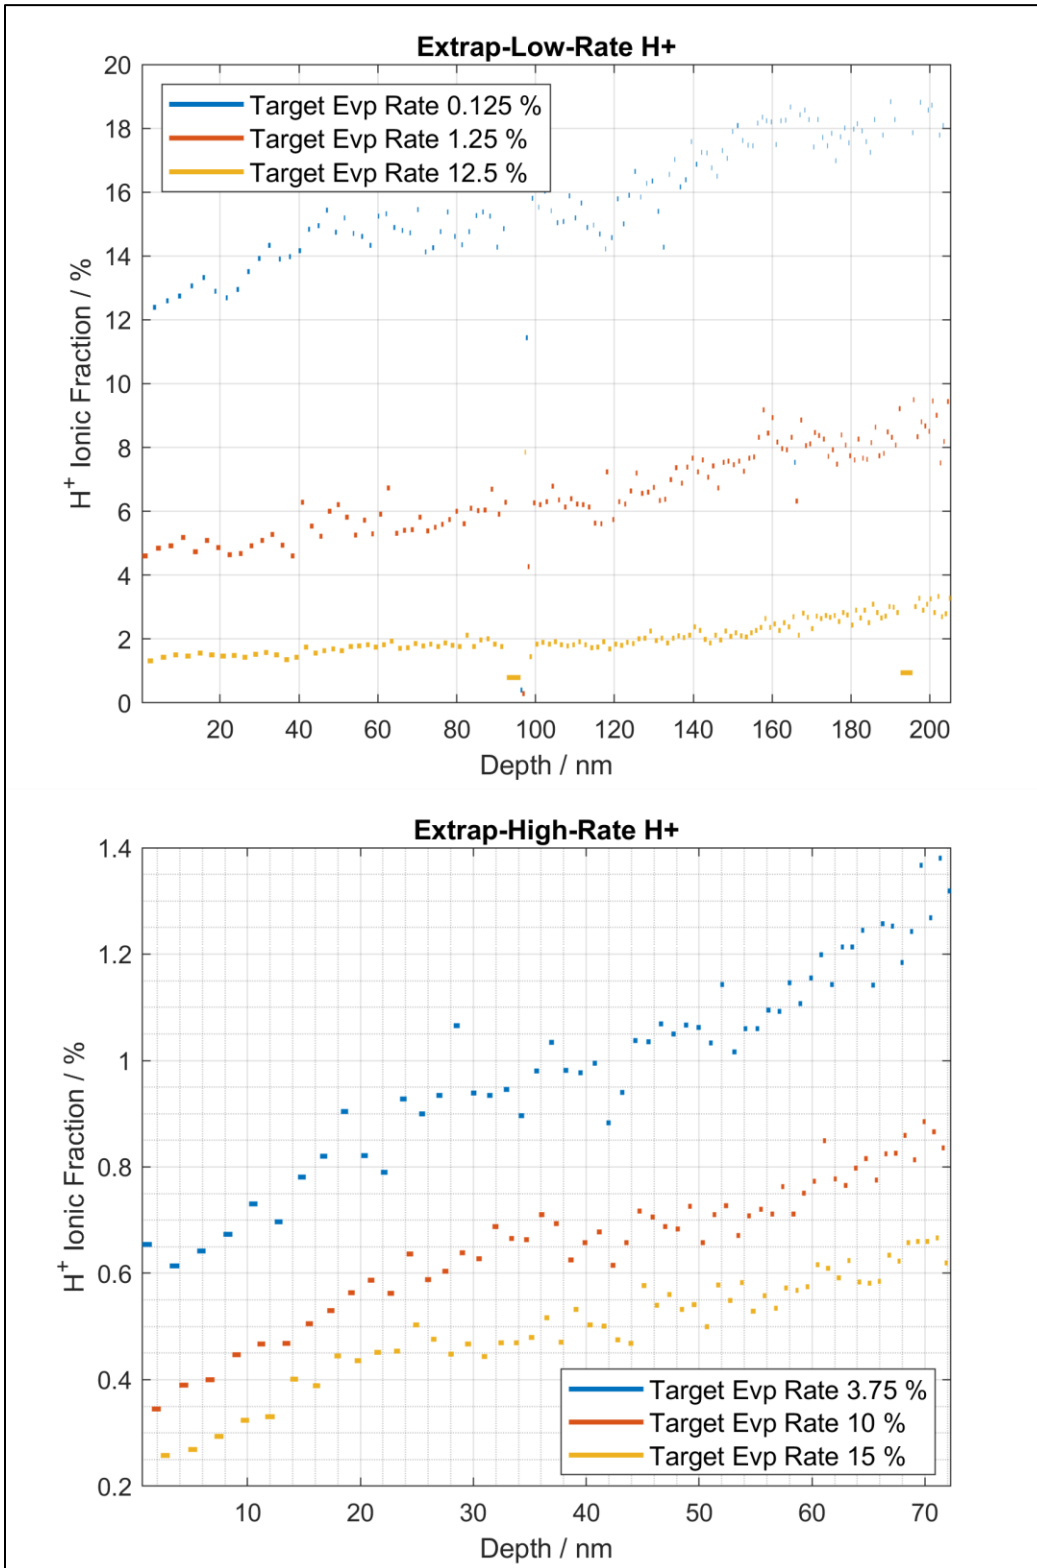 Extrap-Low-Rate H+
20
18
16
14
12
10
8
6
4
2
0
H+ Ionic Fraction / %
Target Evp Rate 0.125 %
Target Evp Rate 1.25 %
Target Evp Rate 12.5 %
20 40 60 80 100 120 140 160 180 200
Depth / nm
Extrap-High-Rate H+
1.4
1.2
1
0.8
0.6
0.4
0.2
H+ Ionic Fraction / %
Target Evp Rate 3.75 %
Target Evp Rate 10 %
Target Evp Rate 15 %
10 20 30 40 50 60 70
Depth / nm